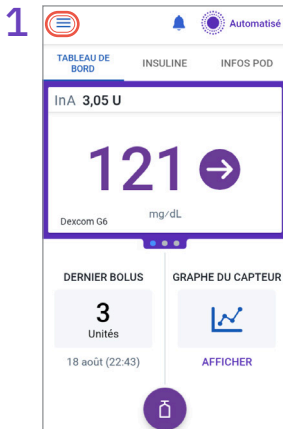 1
Automatisé
TABLEAU DE
BORD
INSULINE
INFOS POD
InA 3,05 U
121
mg/dL
Dexcom G6
DERNIER BOLUS
GRAPHE DU CAPTEUR
3
Unités
18 août (22:43)
AFFICHER